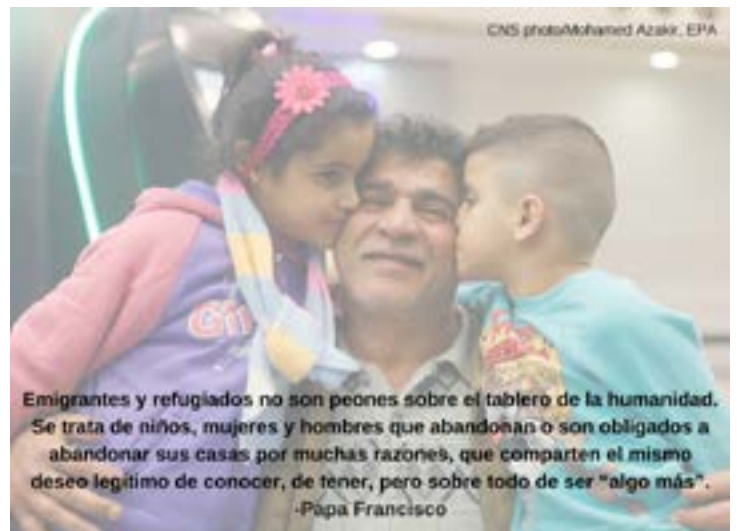 CNS photo/Mohamed Azakir, EPA
Emigrantes y refugiados no son peones sobre el tablero de la humanidad.
Se trata de niños, mujeres y hombres que abandonan o son obligados a
abandonar sus casas por muchas razones, que comparten el mismo
deseo legítimo de conocer, de tener, pero sobre todo de ser "algo más".
-Papa Francisco